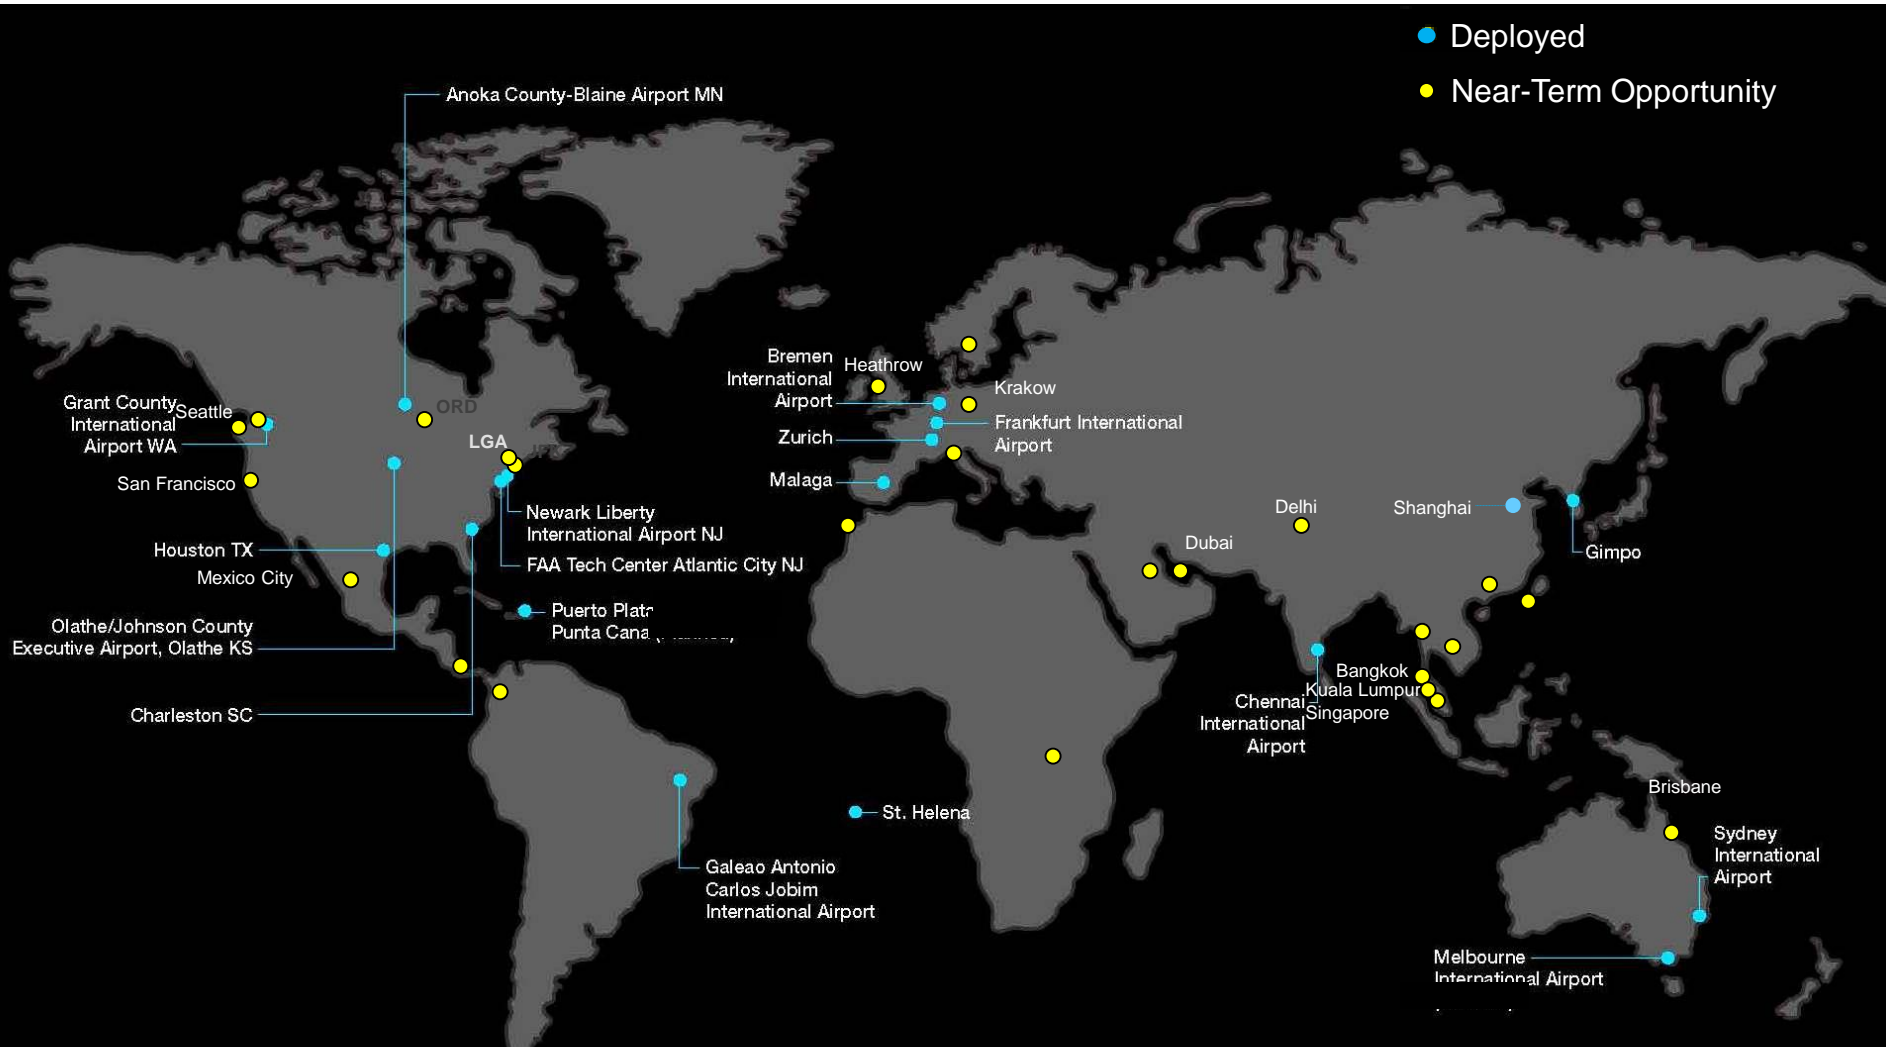 Deployed
Near-Term Opportunity
Anoka County-Blaine Airport MN
Bremen
International
Airport
Heathrow
Krakow
Frankfurt International
Airport
Zurich
Malaga
Grant County
International
Airport WA
Seattle
ORD
LGA
San Francisco
Newark Liberty
International Airport NJ
FAA Tech Center Atlantic City NJ
Houston TX
Mexico City
Puerto Plata
Punta Cana
Olathe/Johnson County
Executive Airport, Olathe KS
Charleston SC
Delhi
Dubai
Shanghai
Gimpo
Bangkok
Kuala Lumpur
Singapore
Chennai
International
Airport
St. Helena
Galeao Antonio
Carlos Jobim
International Airport
Brisbane
Sydney
International
Airport
Melbourne
International Airport